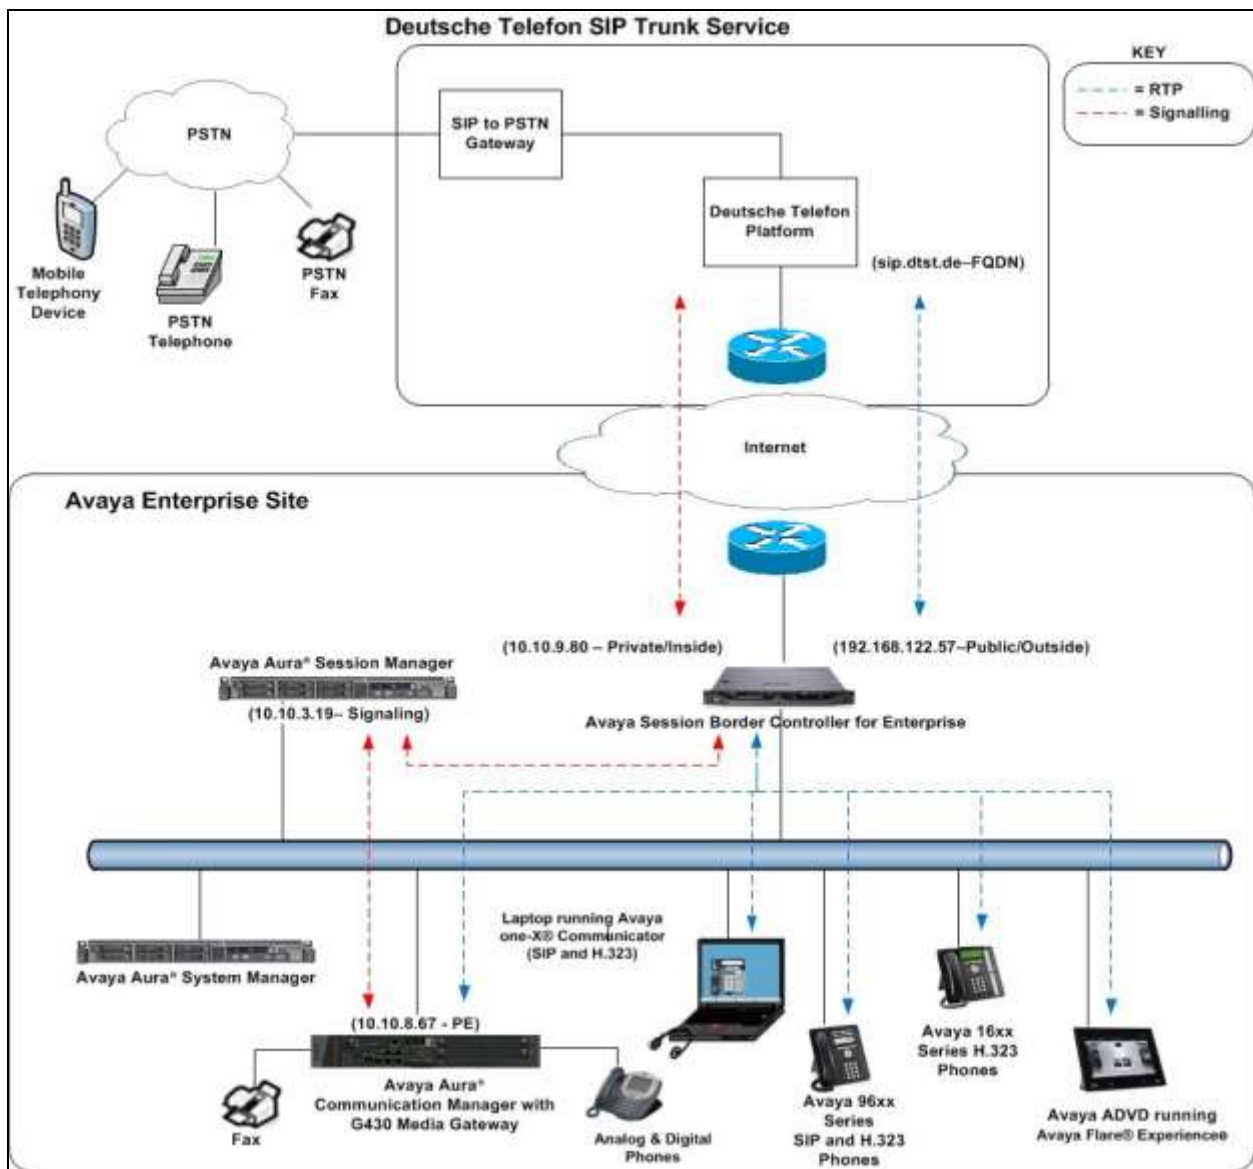 Deutsche Telefon SIP Trunk Service
KEY
= RTP
= Signalling
PSTN
SIP to PSTN
Gateway
Deutsche Telefon
Platform
(sip.dtst.de–FQDN)
Mobile
Telephony
Device
PSTN
Telephone
PSTN
Fax
Internet
Avaya Enterprise Site
(10.10.9.80 – Private/Inside)
(192.168.122.57–Public/Outside)
Avaya Aura® Session Manager
(10.10.3.19– Signaling)
Avaya Session Border Controller for Enterprise
Laptop running Avaya
one-X® Communicator
(SIP and H.323)
Avaya Aura® System Manager
(10.10.8.67 - PE)
Avaya Aura®
Communication Manager with
G430 Media Gateway
Fax
Analog & Digital
Phones
Avaya 96xx
Series
SIP and H.323
Phones
Avaya 16xx
Series H.323
Phones
Avaya ADVD running
Avaya Flare® Experiencee